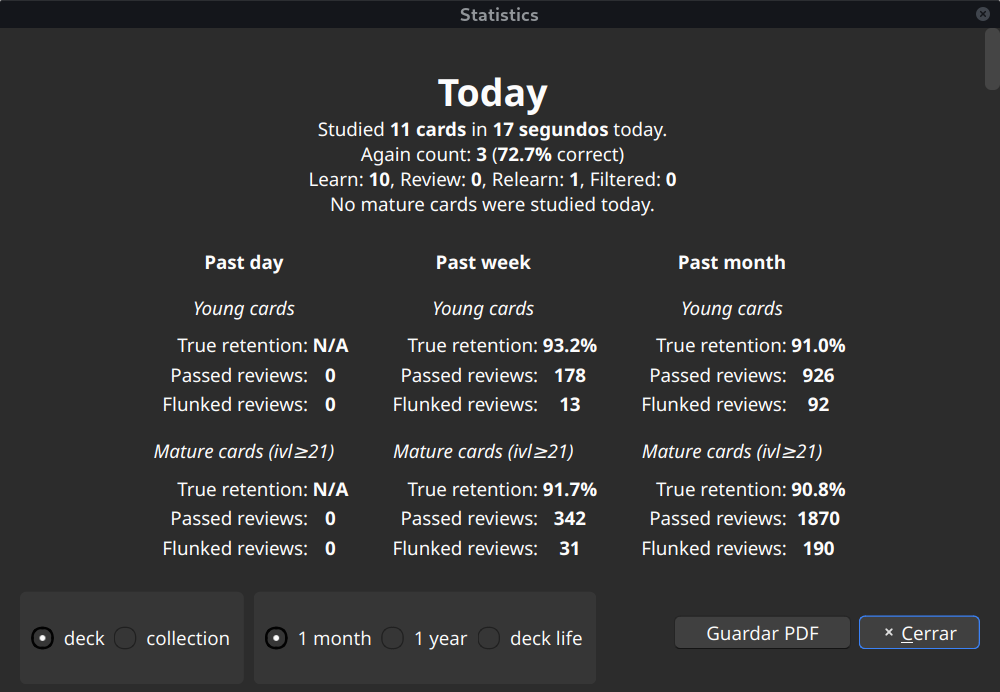 Statistics
Today
Studied 11 cards in 17 segundos today.
Again count: 3 (72.7% correct)
Learn: 10, Review: 0, Relearn: 1, Filtered: 0
No mature cards were studied today.
Past day
Young cards
True retention: N/A
Passed reviews: 0
Flunked reviews: 0
Mature cards (ivl≥21)
True retention: N/A
Passed reviews: 0
Flunked reviews: 0
Past week
Young cards
True retention: 93.2%
Passed reviews: 178
Flunked reviews: 13
Mature cards (ivl≥21)
True retention: 91.7%
Passed reviews: 342
Flunked reviews: 31
Past month
Young cards
True retention: 91.0%
Passed reviews: 926
Flunked reviews: 92
Mature cards (ivl≥21)
True retention: 90.8%
Passed reviews: 1870
Flunked reviews: 190
deck collection
1 month 1 year deck life
Guardar PDF
× Cerrar